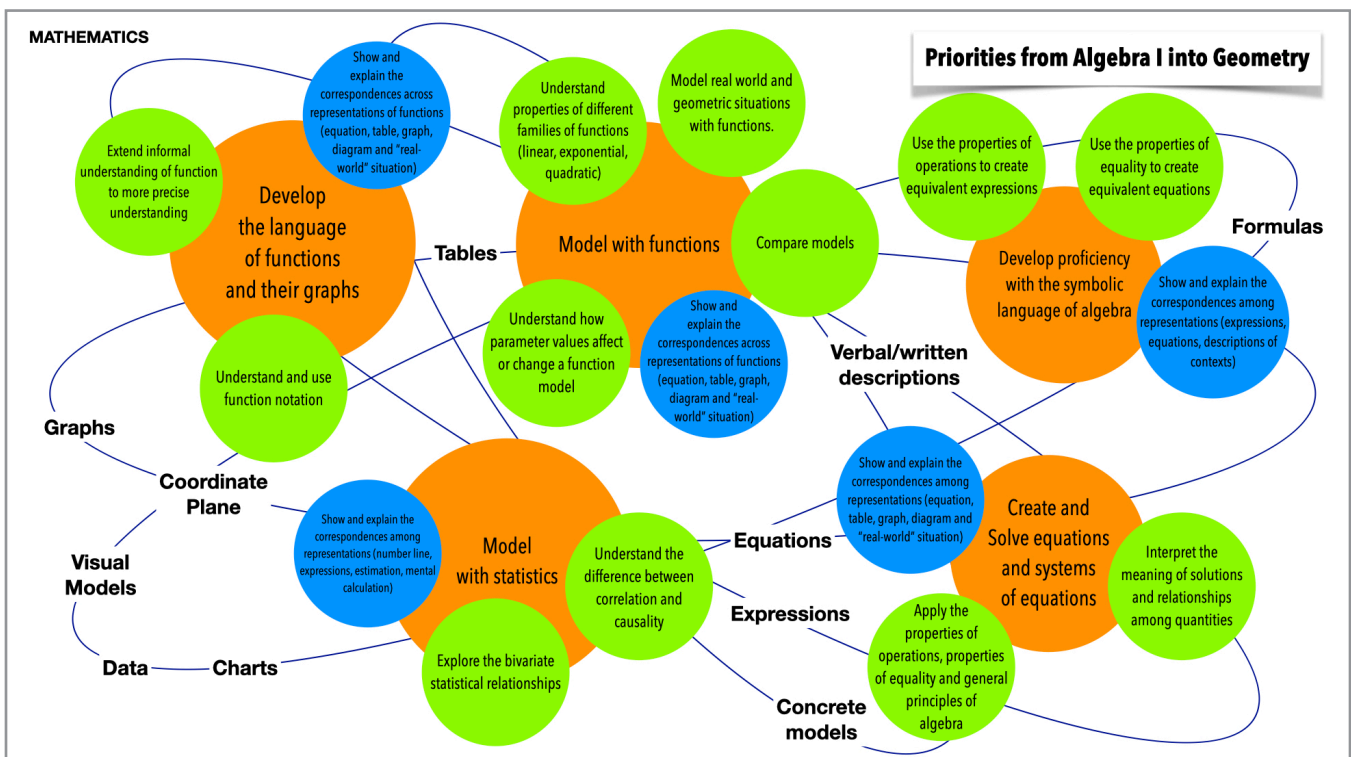 MATHEMATICS
Priorities from Algebra I into Geometry
Show and
explain the
correspondences across
representations of functions
(equation, table, graph,
diagram and “real-
world” situation)
Extend informal
understanding of function
to more precise
understanding
Develop
the language
of functions
and their graphs
Understand and use
function notation
Understand
properties of different
families of functions
(linear, exponential,
quadratic)
Model real world and
geometric situations
with functions.
Tables
Model with functions
Compare models
Understand how
parameter values affect
or change a function
model
Show and
explain the
correspondences across
representations of functions
(equation, table, graph,
diagram and “real-
world” situation)
Use the properties of
operations to create
equivalent expressions
Use the properties
of equality to create
equivalent equations
Formulas
Develop proficiency
with the symbolic
language of algebra
Show and explain the
correspondences among
representations (expressions,
equations, descriptions of
contexts)
Verbal/written
descriptions
Graphs
Coordinate
Plane
Visual
Models
Data
Charts
Show and explain the
correspondences among
representations (number line,
expressions, estimation, mental
calculation)
Model
with statistics
Understand the
difference between
correlation and
causality
Explore the bivariate
statistical relationships
Equations
Expressions
Concrete
models
Show and explain the
correspondences among
representations (equation,
table, graph, diagram and
“real-world” situation)
Create and
Solve equations
and systems
of equations
Interpret the
meaning of solutions
and relationships
among quantities
Apply the
properties of
operations, properties
of equality and general
principles of
algebra